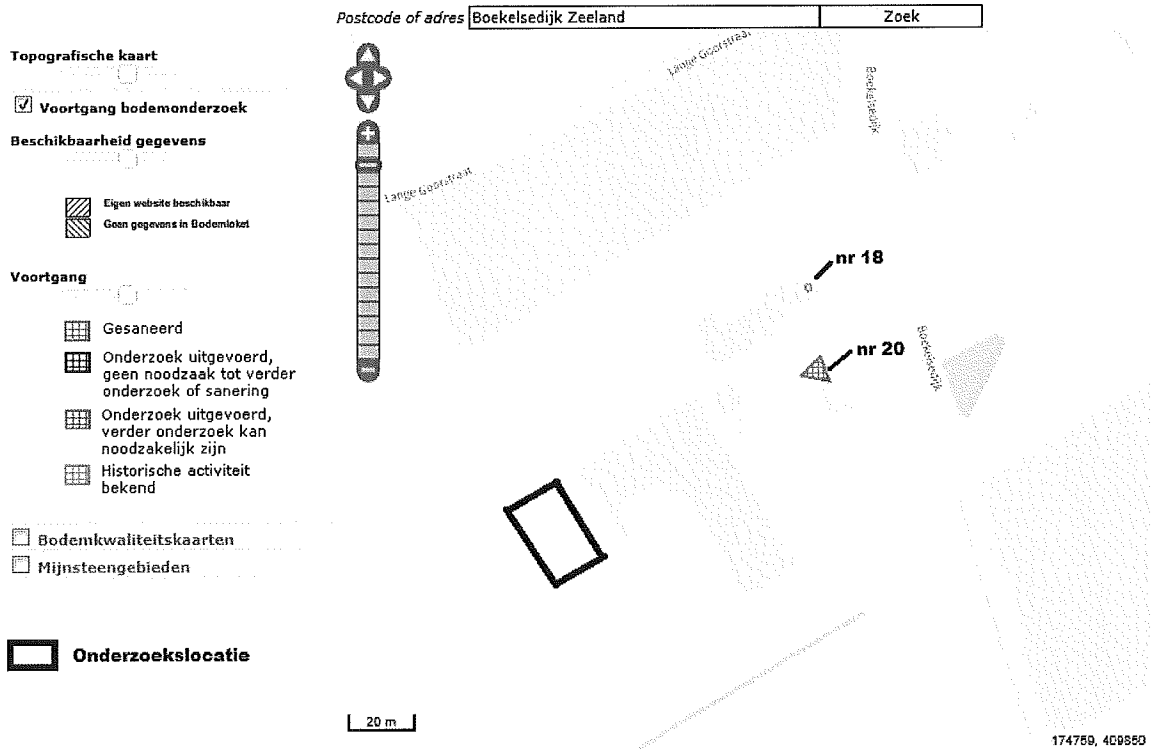 Postcode of adres Boekelsedijk Zeeland Zoek
Topografische kaart
Voortgang bodemonderzoek
Beschikbaarheid gegevens
Eigen website beschikbaar
Geen gegevens in Bodemloket
Voortgang
Gesaneerd
Onderzoek uitgevoerd,
geen noodzaak tot verder
onderzoek of sanering
Onderzoek uitgevoerd,
verder onderzoek kan
noodzakelijk zijn
Historische activiteit
bekend
Bodemkwaliteitskaarten
Mijnsteengebieden
Onderzoekslocatie
Lange Goorstraat
Boekelsedijk
Lange Goorstraat
nr 18
nr 20
Boekelsedijk
20 m
174759, 409850